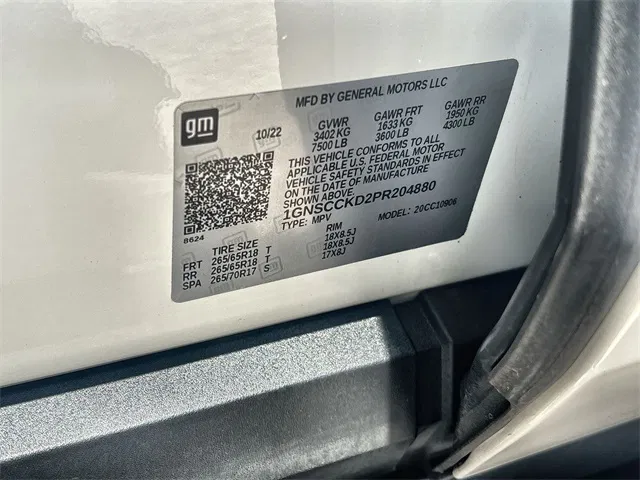 MFD BY GENERAL MOTORS LLC
gm
10/22
GVWR GAWR FRT GAWR RR
3402 KG 1633 KG 1950 KG
7500 LB 3600 LB 4300 LB
THIS VEHICLE CONFORMS TO ALL
APPLICABLE U.S. FEDERAL MOTOR
VEHICLE SAFETY STANDARDS IN EFFECT
ON THE DATE OF MANUFACTURE
SHOWN ABOVE.
1GNSCCKD2PR204880
TYPE: MPV MODEL: 20CC10906
8624
TIRE SIZE RIM
FRT 265/65R18 T 18X8.5J
RR 265/65R18 T 18X8.5J
SPA 265/70R17 S 17X8J